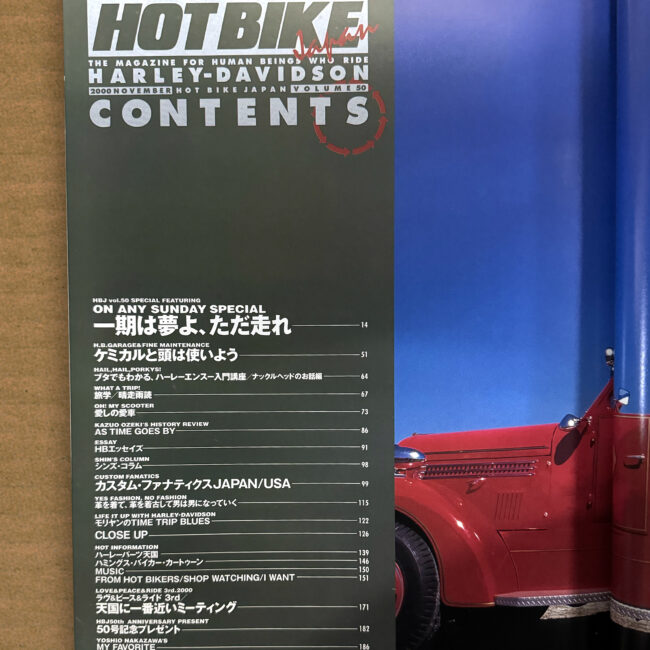 HOT BIKE
Japan
THE MAGAZINE FOR HUMAN BEINGS WHO RIDE
HARLEY-DAVIDSON
2000 NOVEMBER HOT BIKE JAPAN VOLUME 50
CONTENTS
HBJ vol.50 SPECIAL FEATURING
ON ANY SUNDAY SPECIAL
一期は夢よ、ただ走れ 14
H.B.GARAGE&FINE MAINTENANCE
ケミカルと頭は使いよう 51
HAIL,HAIL,PORKYS!
ブタでもわかる、ハーレーエンスー入門講座/ナックルヘッドのお話編 64
WHAT A TRIP!
旅学/晴走雨読 67
OH! MY SCOOTER
愛しの愛車 73
KAZUO OZEKI'S HISTORY REVIEW
AS TIME GOES BY 86
ESSAY
HBエッセイズ 91
SHIN'S COLUMN
シンズ・コラム 98
CUSTOM FANATICS
カスタム・ファナティクスJAPAN/USA 99
YES FASHION, NO FASHION
革を着て、革を着古して男は男になっていく 115
LIFE IT UP WITH HARLEY-DAVIDSON
モリヤンのTIME TRIP BLUES 122
CLOSE UP 126
HOT INFORMATION
ハーレーパーツ天国 139
ハミングス・バイカー・カートゥーン 146
MUSIC 150
FROM HOT BIKERS/SHOP WATCHING/I WANT 151
LOVE&PEACE&RIDE 3rd.2000
ラヴ&ピース&ライド 3rd
天国に一番近いミーティング 171
HBJ50th ANNIVERSARY PRESENT
50号記念プレゼント 182
YOSHIO NAKAZAWA'S
MY FAVORITE 186